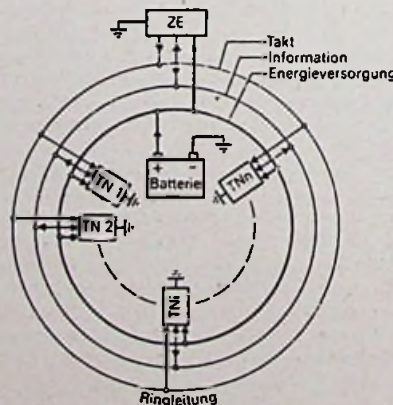 ZE
Takt
Information
Energieversorgung
+ −
Batterie
TN 1
TNn
TN 2
TNi
Ringleitung